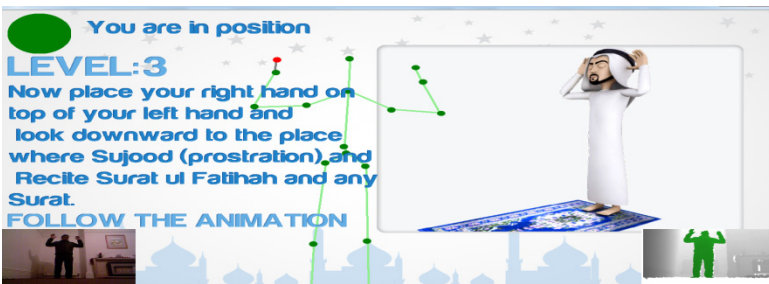 You are in position
LEVEL:3
Now place your right hand on
top of your left hand and
look downward to the place
where Sujood (prostration) and
Recite Surat ul Fatihah and any
Surat.
FOLLOW THE ANIMATION